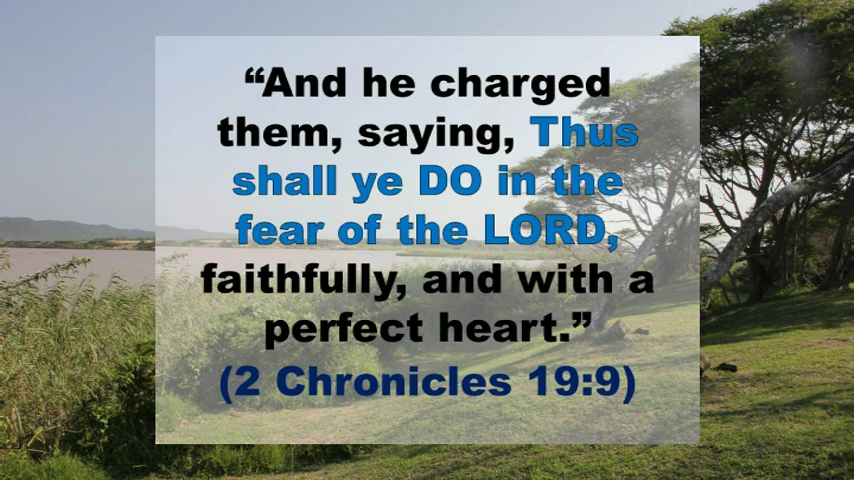 “And he charged
them, saying, Thus
shall ye DO in the
fear of the LORD,
faithfully, and with a
perfect heart.”
(2 Chronicles 19:9)